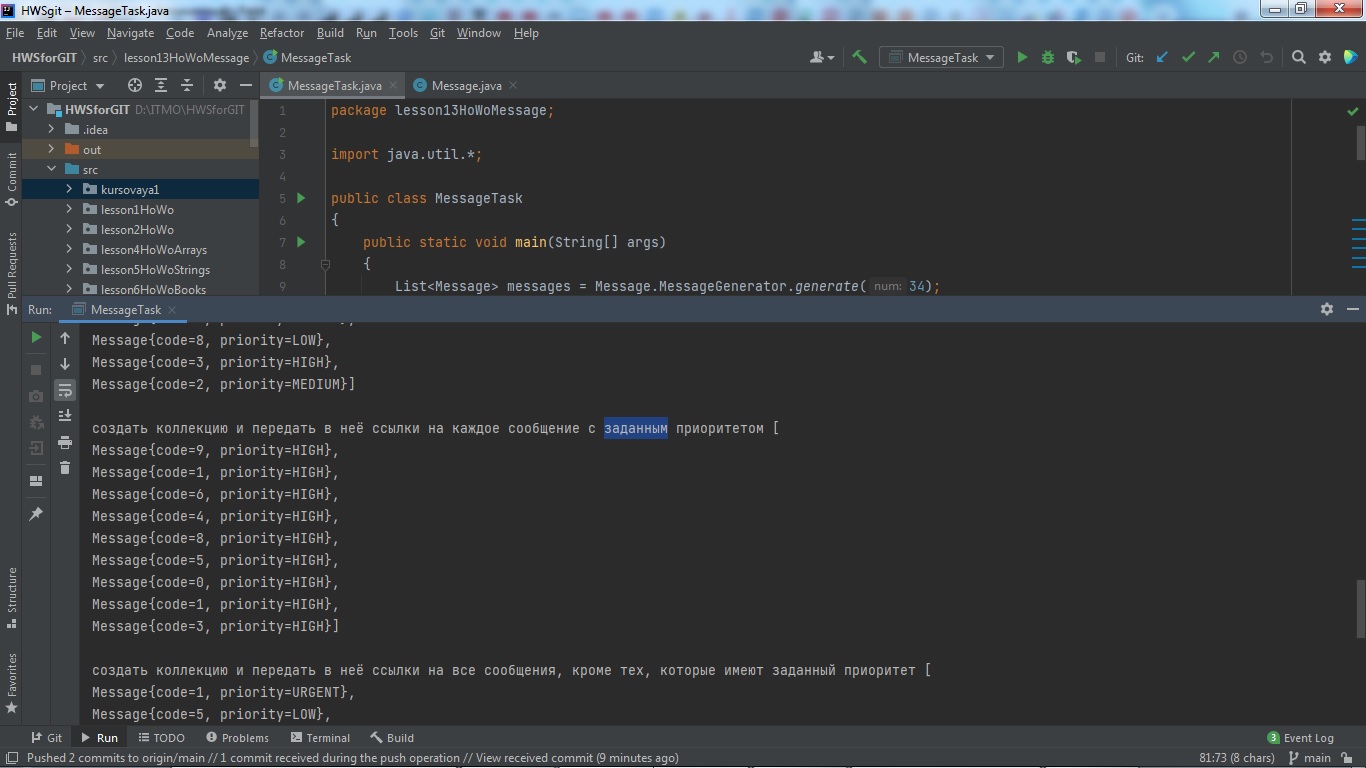 HWSgit – MessageTask.java
File Edit View Navigate Code Analyze Refactor Build Run Tools Git Window Help
HWSforGIT src lesson13HoWoMessage MessageTask MessageTask Git:
Project MessageTask.java Message.java
HWSforGIT D:\ITMO\HWSforGIT
.idea
out
src
kursovaya1
lesson1HoWo
lesson2HoWo
lesson4HoWoArrays
lesson5HoWoStrings
lesson6HoWoBooks
1 package lesson13HoWoMessage;
2
3 import java.util.*;
4
5 public class MessageTask
6 {
7 public static void main(String[] args)
8 {
9 List<Message> messages = Message.MessageGenerator.generate( num: 34);
Project
Commit
Pull Requests
Structure
Favorites
Run: MessageTask
Message{code=8, priority=LOW},
Message{code=3, priority=HIGH},
Message{code=2, priority=MEDIUM}]
создать коллекцию и передать в неё ссылки на каждое сообщение с заданным приоритетом [
Message{code=9, priority=HIGH},
Message{code=1, priority=HIGH},
Message{code=6, priority=HIGH},
Message{code=4, priority=HIGH},
Message{code=8, priority=HIGH},
Message{code=5, priority=HIGH},
Message{code=0, priority=HIGH},
Message{code=1, priority=HIGH},
Message{code=3, priority=HIGH}]
создать коллекцию и передать в неё ссылки на все сообщения, кроме тех, которые имеют заданный приоритет [
Message{code=1, priority=URGENT},
Message{code=5, priority=LOW},
Git Run TODO Problems Terminal Build 3 Event Log
Pushed 2 commits to origin/main // 1 commit received during the push operation // View received commit (9 minutes ago) 81:73 (8 chars) main